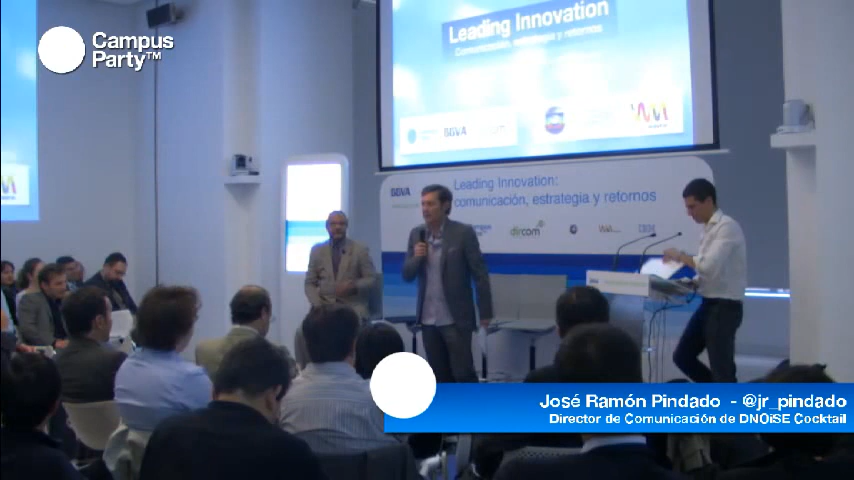 Campus
Party™
Leading Innovation
Comunicación, estrategia y retornos
BBVA
BBVA
Leading Innovation:
comunicación, estrategia y retornos
dircom
José Ramón Pindado - @jr_pindado
Director de Comunicación de DNOiSE Cocktail